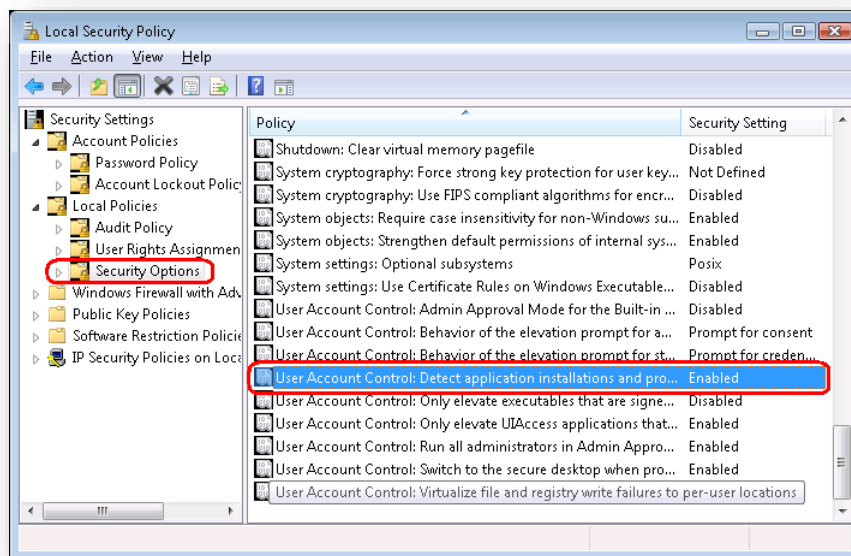 Local Security Policy
File Action View Help
Security Settings
Account Policies
Password Policy
Account Lockout Polic
Local Policies
Audit Policy
User Rights Assignmen
Security Options
Windows Firewall with Adv
Public Key Policies
Software Restriction Policie
IP Security Policies on Loca
Policy Security Setting
Shutdown: Clear virtual memory pagefile Disabled
System cryptography: Force strong key protection for user key... Not Defined
System cryptography: Use FIPS compliant algorithms for encr... Disabled
System objects: Require case insensitivity for non-Windows su... Enabled
System objects: Strengthen default permissions of internal sys... Enabled
System settings: Optional subsystems Posix
System settings: Use Certificate Rules on Windows Executable... Disabled
User Account Control: Admin Approval Mode for the Built-in ... Disabled
User Account Control: Behavior of the elevation prompt for a... Prompt for consent
User Account Control: Behavior of the elevation prompt for st... Prompt for creden...
User Account Control: Detect application installations and pro... Enabled
User Account Control: Only elevate executables that are signe... Disabled
User Account Control: Only elevate UIAccess applications that... Enabled
User Account Control: Run all administrators in Admin Appro... Enabled
User Account Control: Switch to the secure desktop when pro... Enabled
User Account Control: Virtualize file and registry write failures to per-user locations